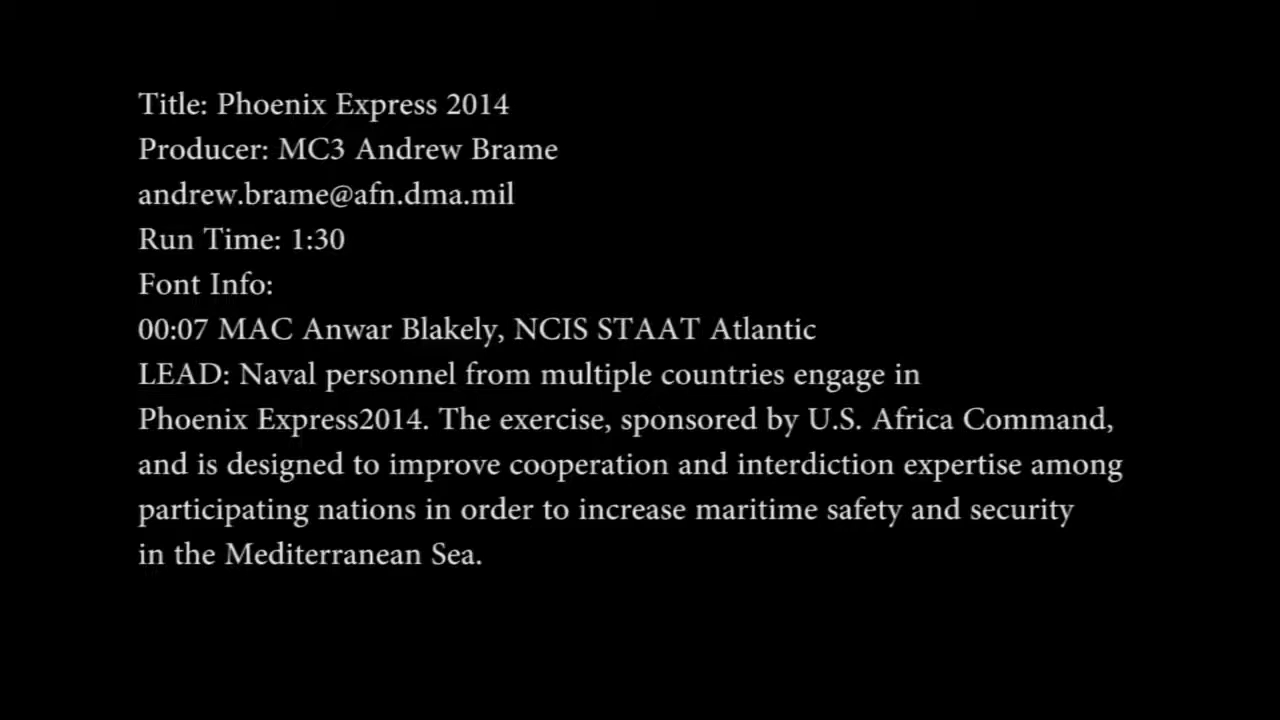 Title: Phoenix Express 2014
Producer: MC3 Andrew Brame
andrew.brame@afn.dma.mil
Run Time: 1:30
Font Info:
00:07 MAC Anwar Blakely, NCIS STAAT Atlantic
LEAD: Naval personnel from multiple countries engage in
Phoenix Express2014. The exercise, sponsored by U.S. Africa Command,
and is designed to improve cooperation and interdiction expertise among
participating nations in order to increase maritime safety and security
in the Mediterranean Sea.